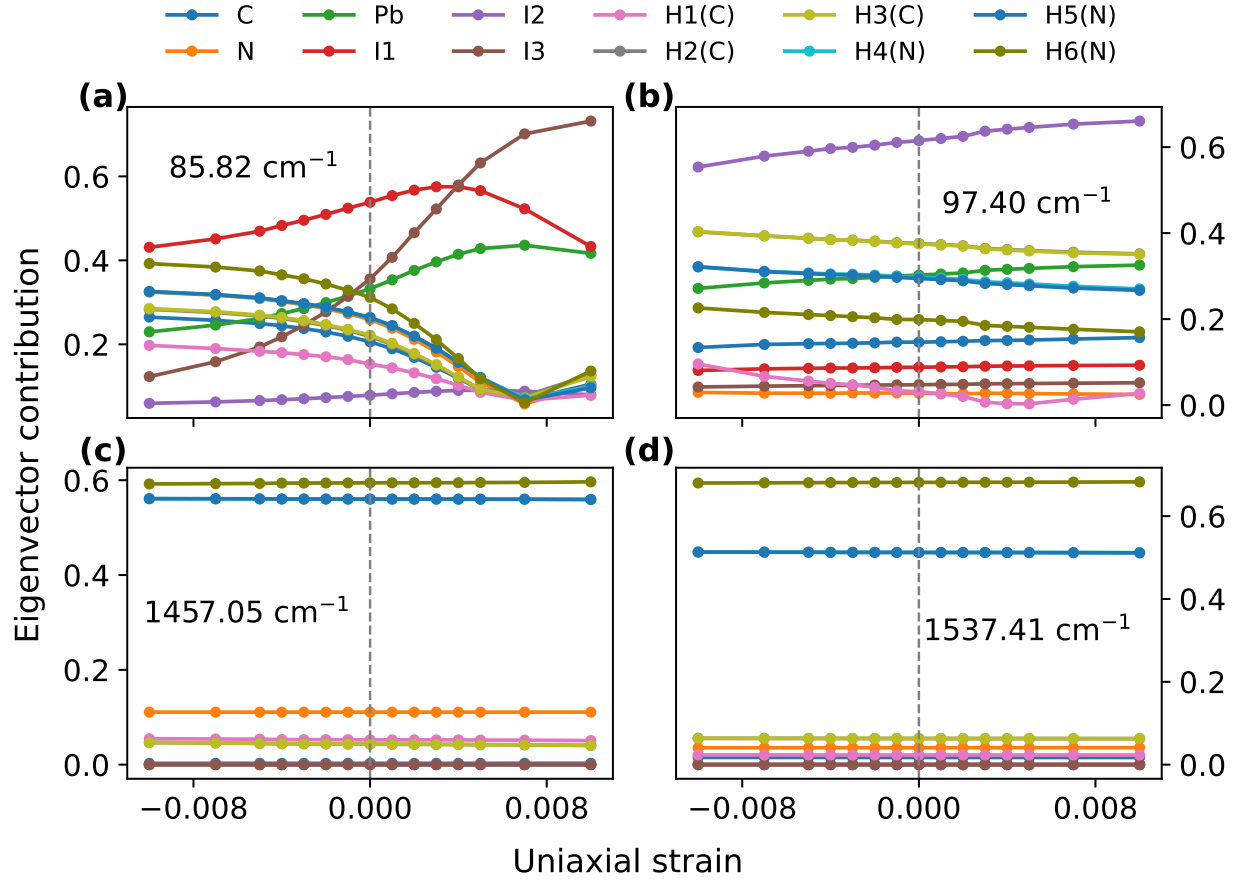 C Pb I2 H1(C) H3(C) H5(N)
N I1 I3 H2(C) H4(N) H6(N)
(a) (b)
85.82 cm⁻¹
97.40 cm⁻¹
0.6
0.4
0.2
0.6
0.4
0.2
0.0
Eigenvector contribution
(c) (d)
1457.05 cm⁻¹
1537.41 cm⁻¹
0.6
0.4
0.2
0.0
0.6
0.4
0.2
0.0
−0.008 0.000 0.008 −0.008 0.000 0.008
Uniaxial strain